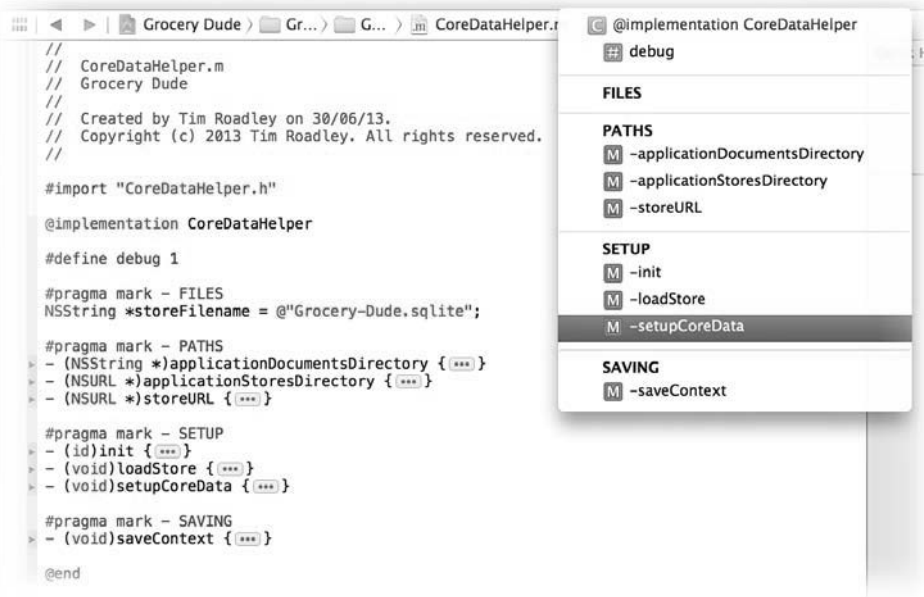 Grocery Dude 〉 Gr...〉 G... 〉 CoreDataHelper.
//
//  CoreDataHelper.m
//  Grocery Dude
//
//  Created by Tim Roadley on 30/06/13.
//  Copyright (c) 2013 Tim Roadley. All rights reserved.
//
#import "CoreDataHelper.h"
@implementation CoreDataHelper
#define debug 1
#pragma mark - FILES
NSString *storeFilename = @"Grocery-Dude.sqlite";
#pragma mark - PATHS
- (NSString *)applicationDocumentsDirectory {...}
- (NSURL *)applicationStoresDirectory {...}
- (NSURL *)storeURL {...}
#pragma mark - SETUP
- (id)init {...}
- (void)loadStore {...}
- (void)setupCoreData {...}
#pragma mark - SAVING
- (void)saveContext {...}
@end
C @implementation CoreDataHelper
# debug
FILES
PATHS
M -applicationDocumentsDirectory
M -applicationStoresDirectory
M -storeURL
SETUP
M -init
M -loadStore
M -setupCoreData
SAVING
M -saveContext